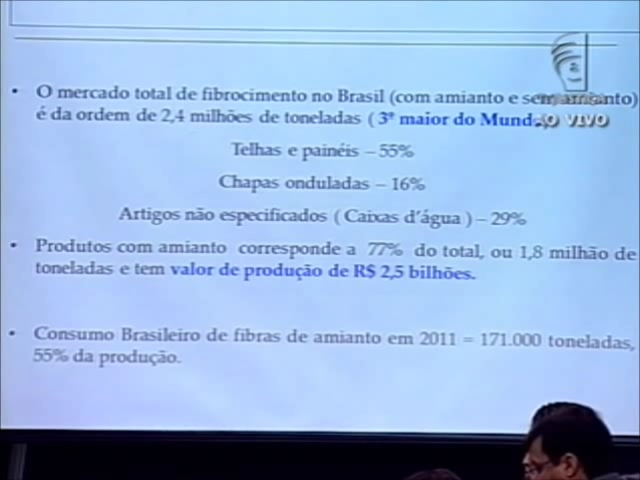 • O mercado total de fibrocimento no Brasil (com amianto e sem amianto)
é da ordem de 2,4 milhões de toneladas ( 3º maior do Mundo
AO VIVO
Telhas e painéis – 55%
Chapas onduladas – 16%
Artigos não especificados ( Caixas d'água ) – 29%
• Produtos com amianto corresponde a 77% do total, ou 1,8 milhão de
toneladas e tem valor de produção de R$ 2,5 bilhões.
• Consumo Brasileiro de fibras de amianto em 2011 = 171.000 toneladas,
55% da produção.